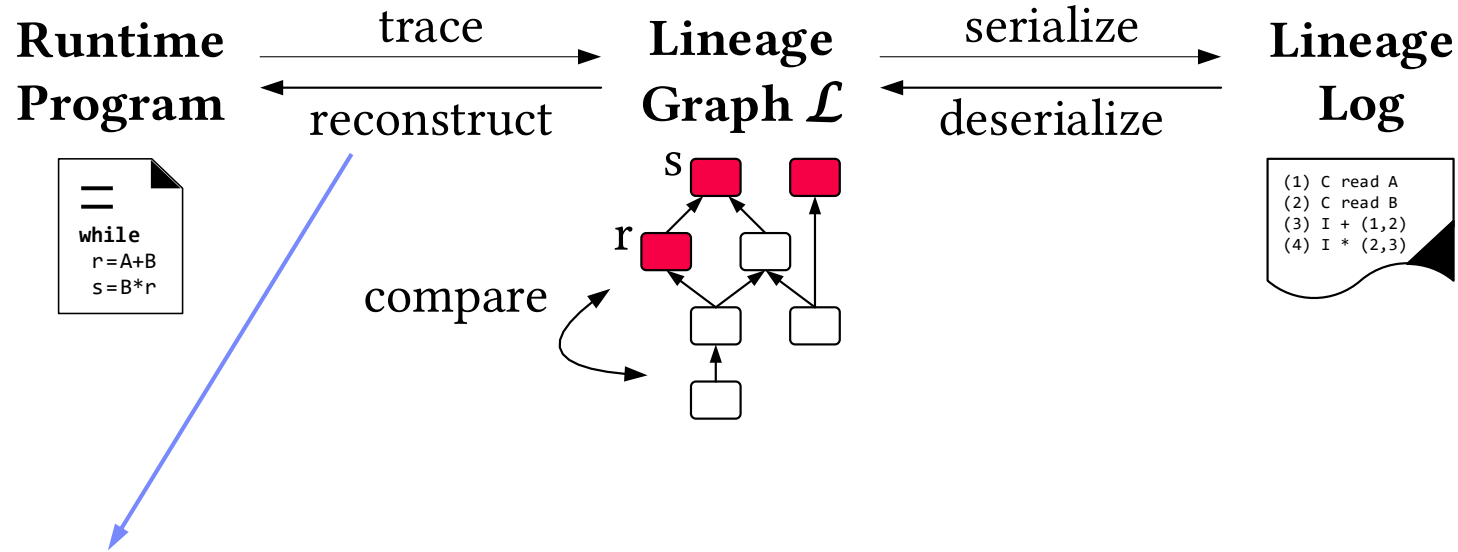 Runtime
Program
trace
reconstruct
Lineage
Graph ℒ
serialize
deserialize
Lineage
Log
while
r=A+B
s=B*r
s
r
compare
(1) C read A
(2) C read B
(3) I + (1,2)
(4) I * (2,3)